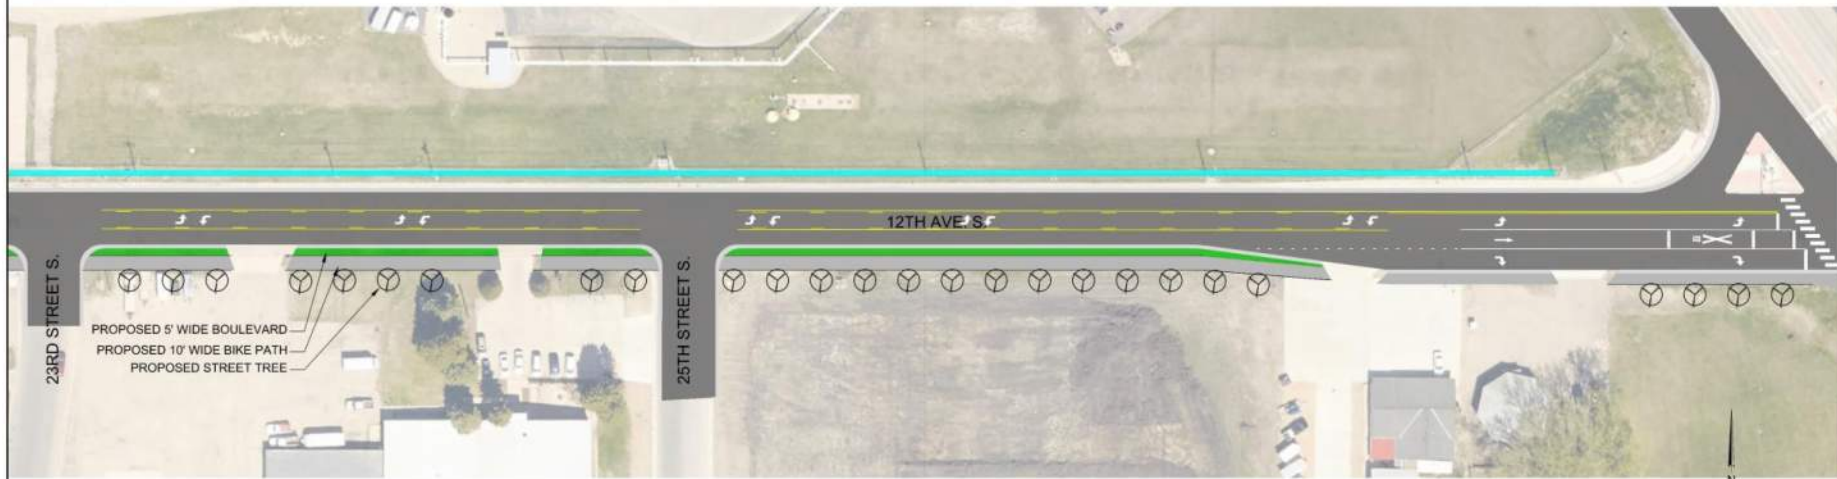 12TH AVE. S.
23RD STREET S.
25TH STREET S.
PROPOSED 5' WIDE BOULEVARD
PROPOSED 10' WIDE BIKE PATH
PROPOSED STREET TREE
N